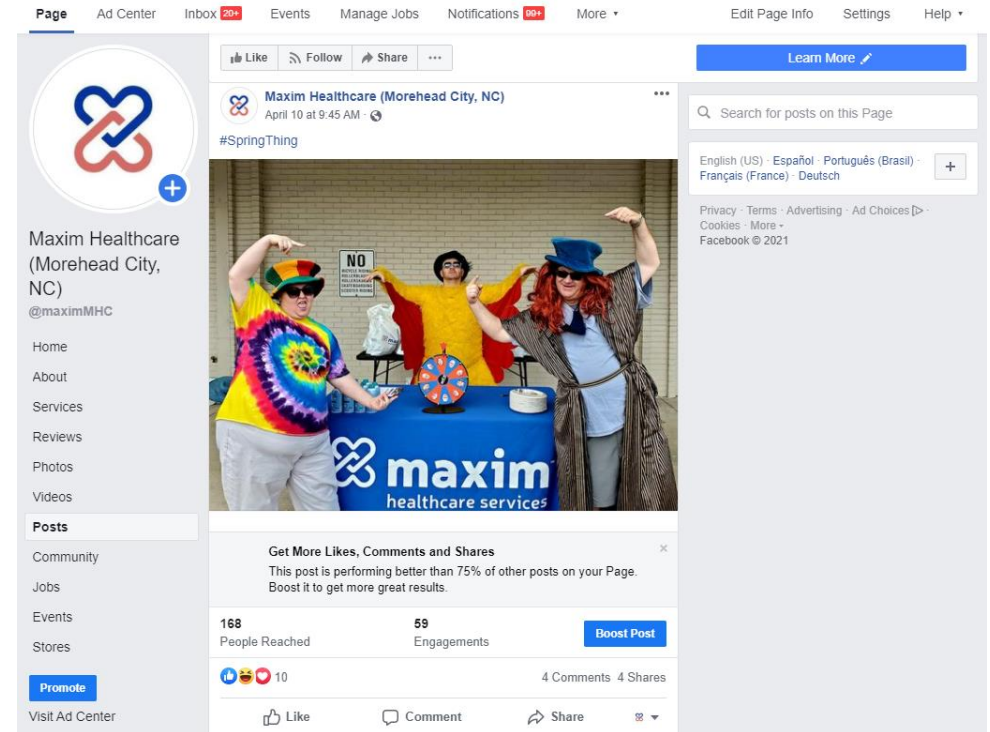 Page Ad Center Inbox 20+ Events Manage Jobs Notifications 99+ More Edit Page Info Settings Help
Maxim Healthcare
(Morehead City,
NC)
@maximMHC
Home
About
Services
Reviews
Photos
Videos
Posts
Community
Jobs
Events
Stores
Promote
Visit Ad Center
Like Follow Share ...
Maxim Healthcare (Morehead City, NC)
April 10 at 9:45 AM ·
#SpringThing
NO
maxim
healthcare services
Get More Likes, Comments and Shares
This post is performing better than 75% of other posts on your Page.
Boost it to get more great results.
168
People Reached
59
Engagements
Boost Post
10
4 Comments 4 Shares
Like Comment Share
Learn More
Search for posts on this Page
English (US) · Español · Português (Brasil) ·
Français (France) · Deutsch
Privacy · Terms · Advertising · Ad Choices ·
Cookies · More
Facebook © 2021